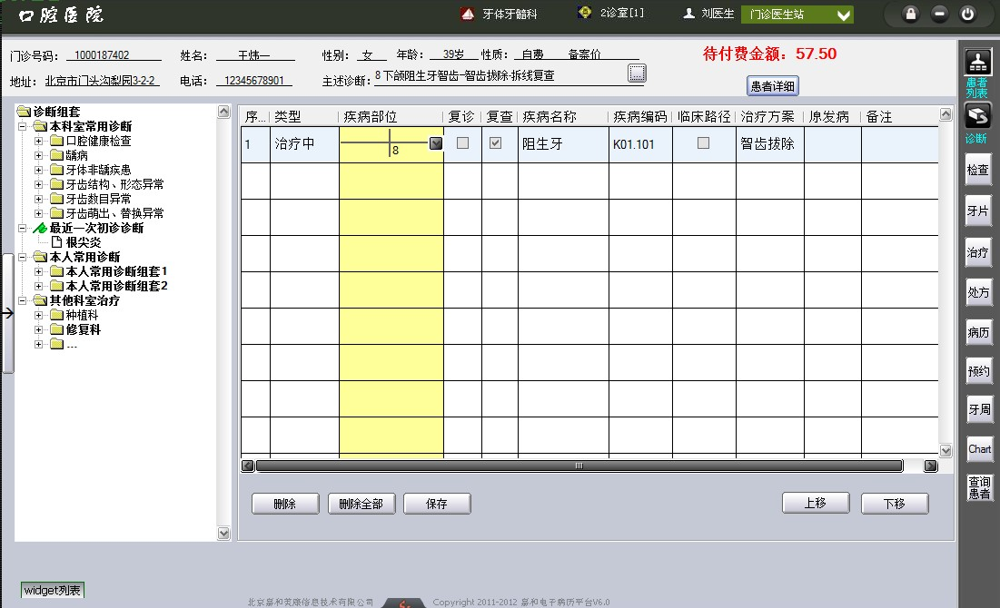 口腔医院 牙体牙髓科 2诊室[1] 刘医生 门诊医生站
门诊号码: 1000187402 姓名: 王炜一 性别: 女 年龄: 39岁 性质: 自费 备案价 待付费金额: 57.50
地址: 北京市门头沟梨园3-2-2 电话: 12345678901 主述诊断: 8 下颌阻生牙智齿-智齿拔除-拆线复查 患者详细
诊断组套
本科室常用诊断
口腔健康检查
龋病
牙体非龋疾患
牙齿结构、形态异常
牙齿数目异常
牙齿萌出、替换异常
最近一次初诊诊断
根尖炎
本人常用诊断
本人常用诊断组套1
本人常用诊断组套2
其他科室治疗
种植科
修复科
...
序... 类型 疾病部位 复诊 复查 疾病名称 疾病编码 临床路径 治疗方案 原发病 备注
1 治疗中 8 阻生牙 K01.101 智齿拔除
删除 删除全部 保存 上移 下移
患者
列表
诊断
检查
牙片
治疗
处方
病历
预约
牙周
Chart
查询
患者
widget列表
北京嘉和美康信息技术有限公司 Copyright 2011-2012 嘉和电子病历平台V6.0